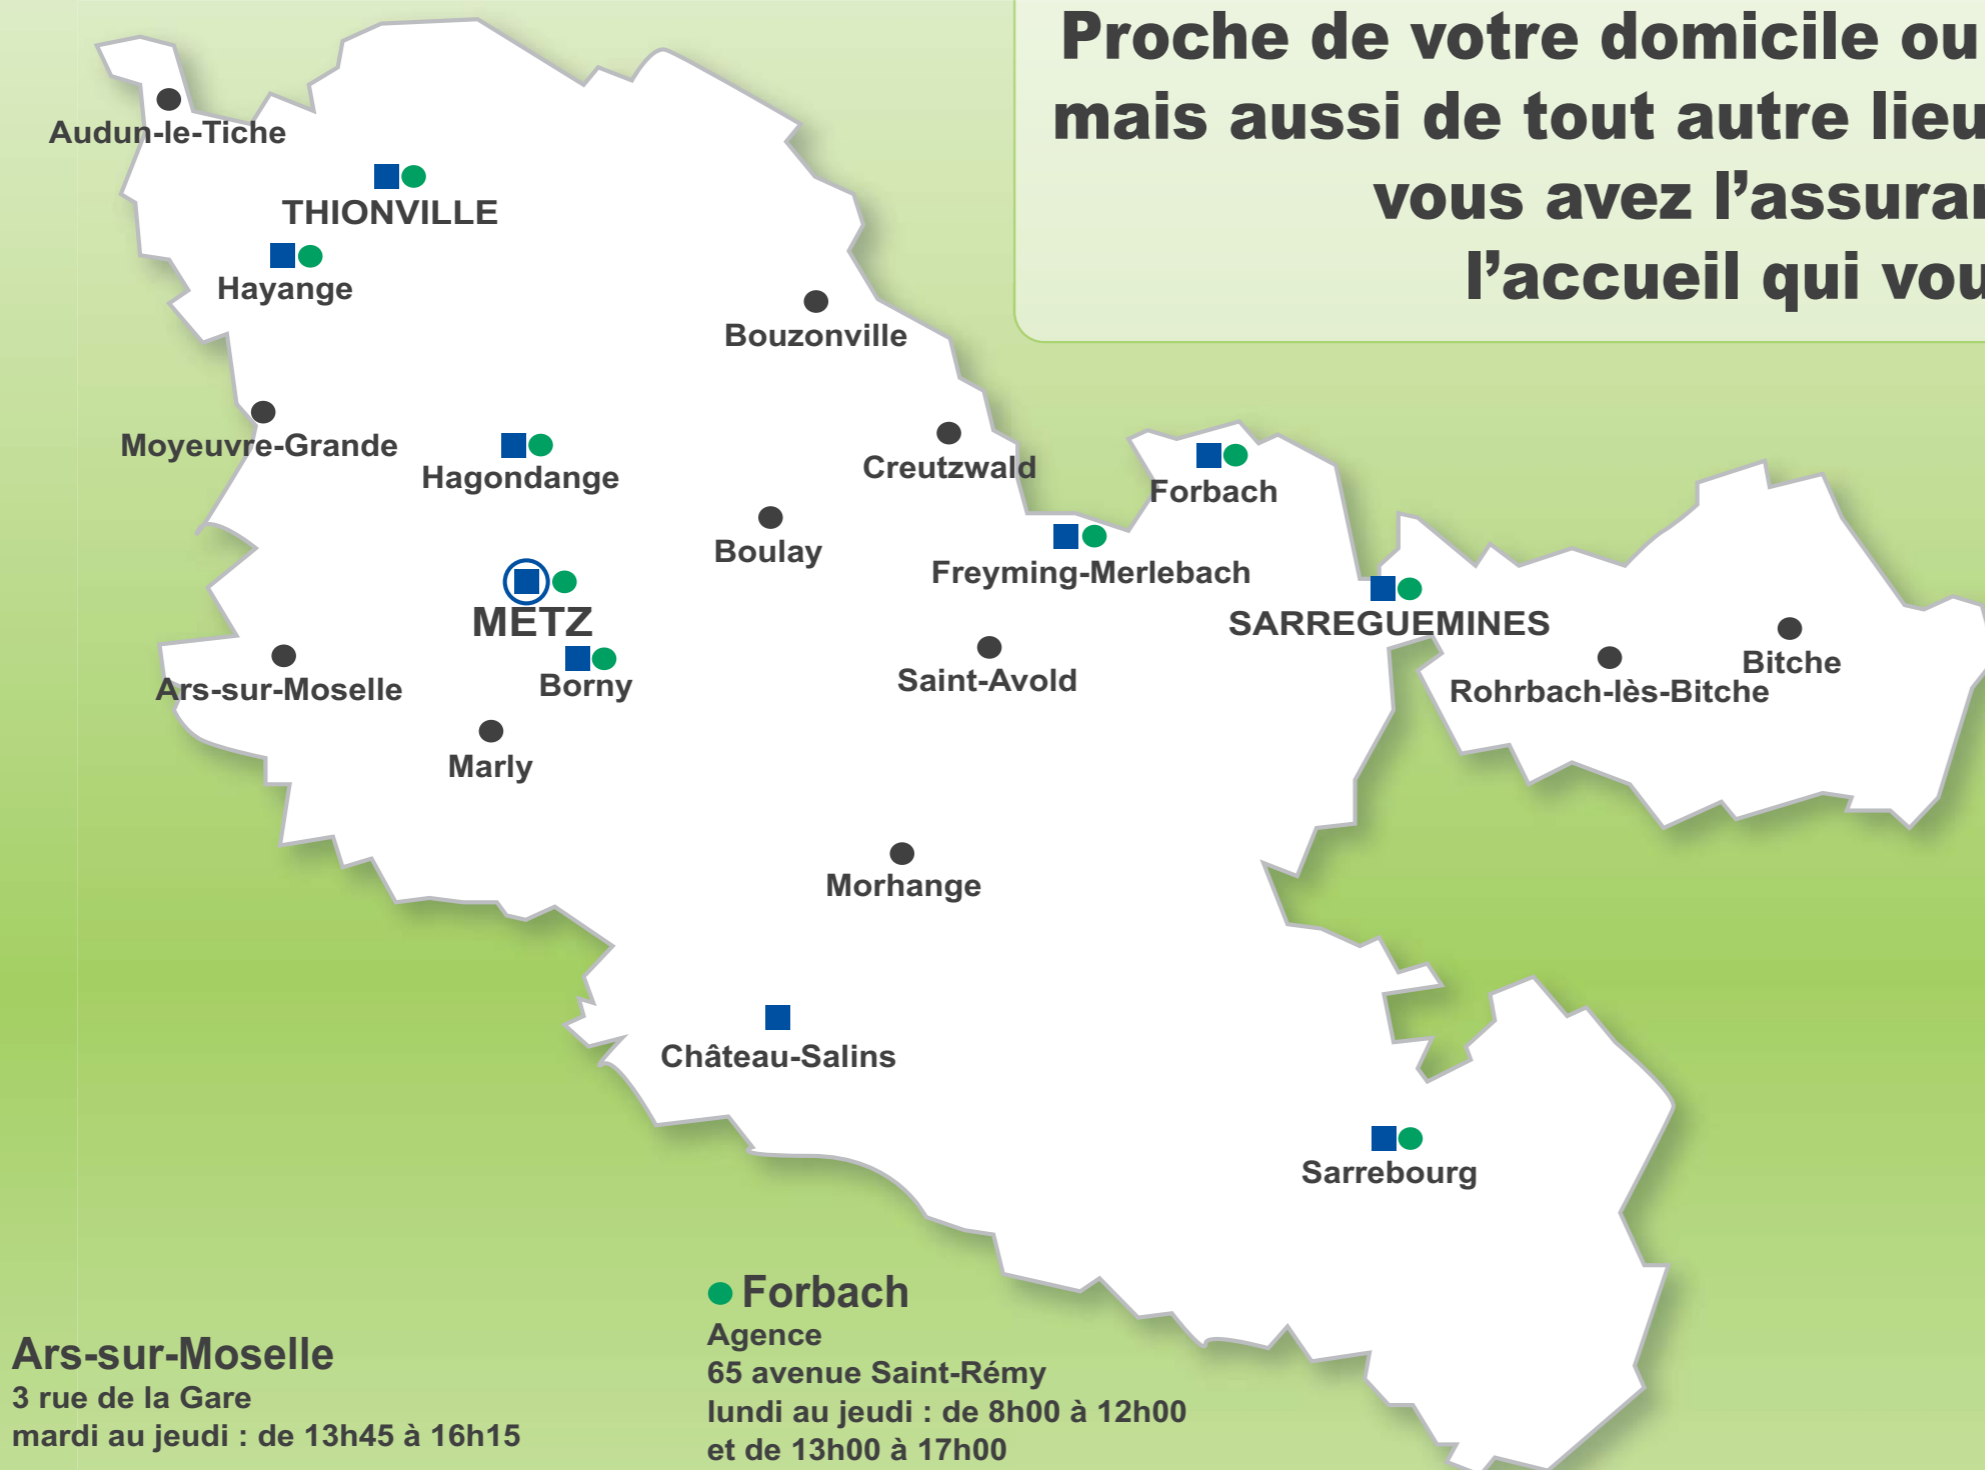 Proche de votre domicile ou
mais aussi de tout autre lieu
vous avez l’assuran
l’accueil qui vou
Audun-le-Tiche
THIONVILLE
Hayange
Bouzonville
Moyeuvre-Grande
Hagondange
Creutzwald
Forbach
Boulay
Freyming-Merlebach
METZ
SARREGUEMINES
Ars-sur-Moselle
Borny
Saint-Avold
Rohrbach-lès-Bitche
Bitche
Marly
Morhange
Château-Salins
Sarrebourg
Ars-sur-Moselle
3 rue de la Gare
mardi au jeudi : de 13h45 à 16h15
Forbach
Agence
65 avenue Saint-Rémy
lundi au jeudi : de 8h00 à 12h00
et de 13h00 à 17h00